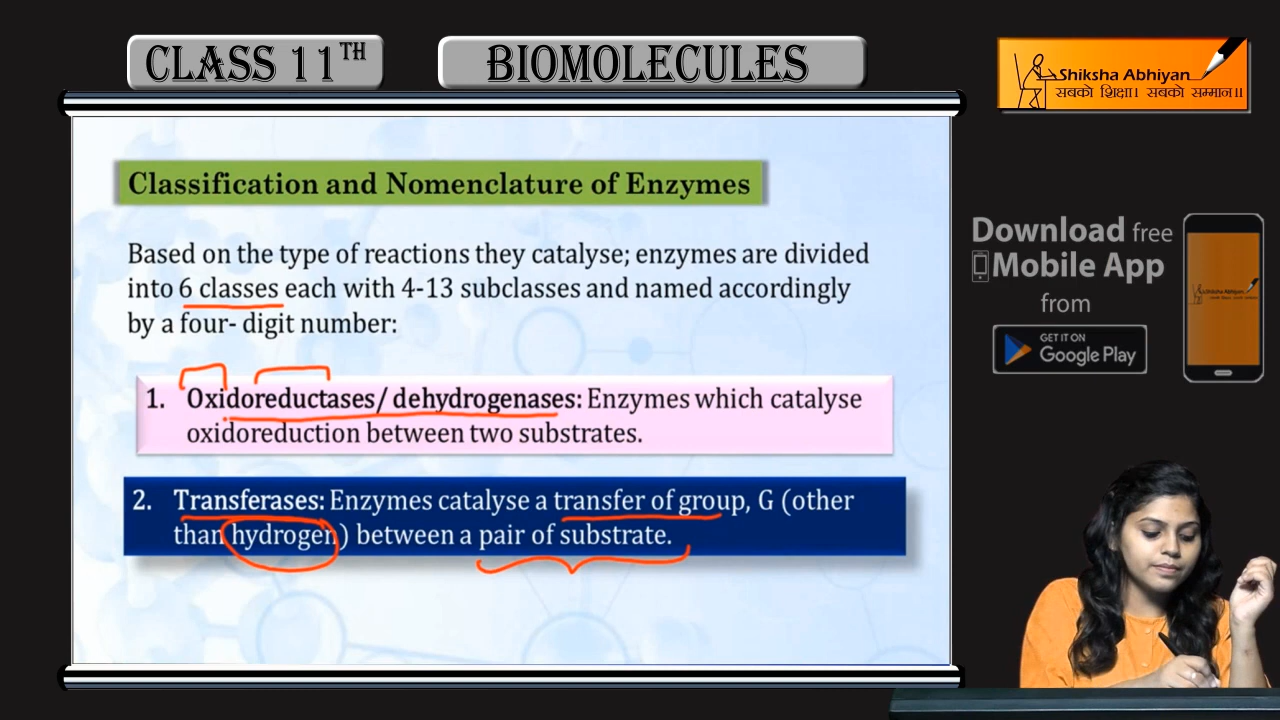 CLASS 11TH
BIOMOLECULES
Shiksha Abhiyan
सबको शिक्षा। सबको सम्मान।।
Classification and Nomenclature of Enzymes
Based on the type of reactions they catalyse; enzymes are divided
into 6 classes each with 4-13 subclasses and named accordingly
by a four- digit number:
1. Oxidoreductases/ dehydrogenases: Enzymes which catalyse
oxidoreduction between two substrates.
2. Transferases: Enzymes catalyse a transfer of group, G (other
than hydrogen) between a pair of substrate.
Download free
Mobile App
from
GET IT ON
Google Play
Shiksha Abhiyan